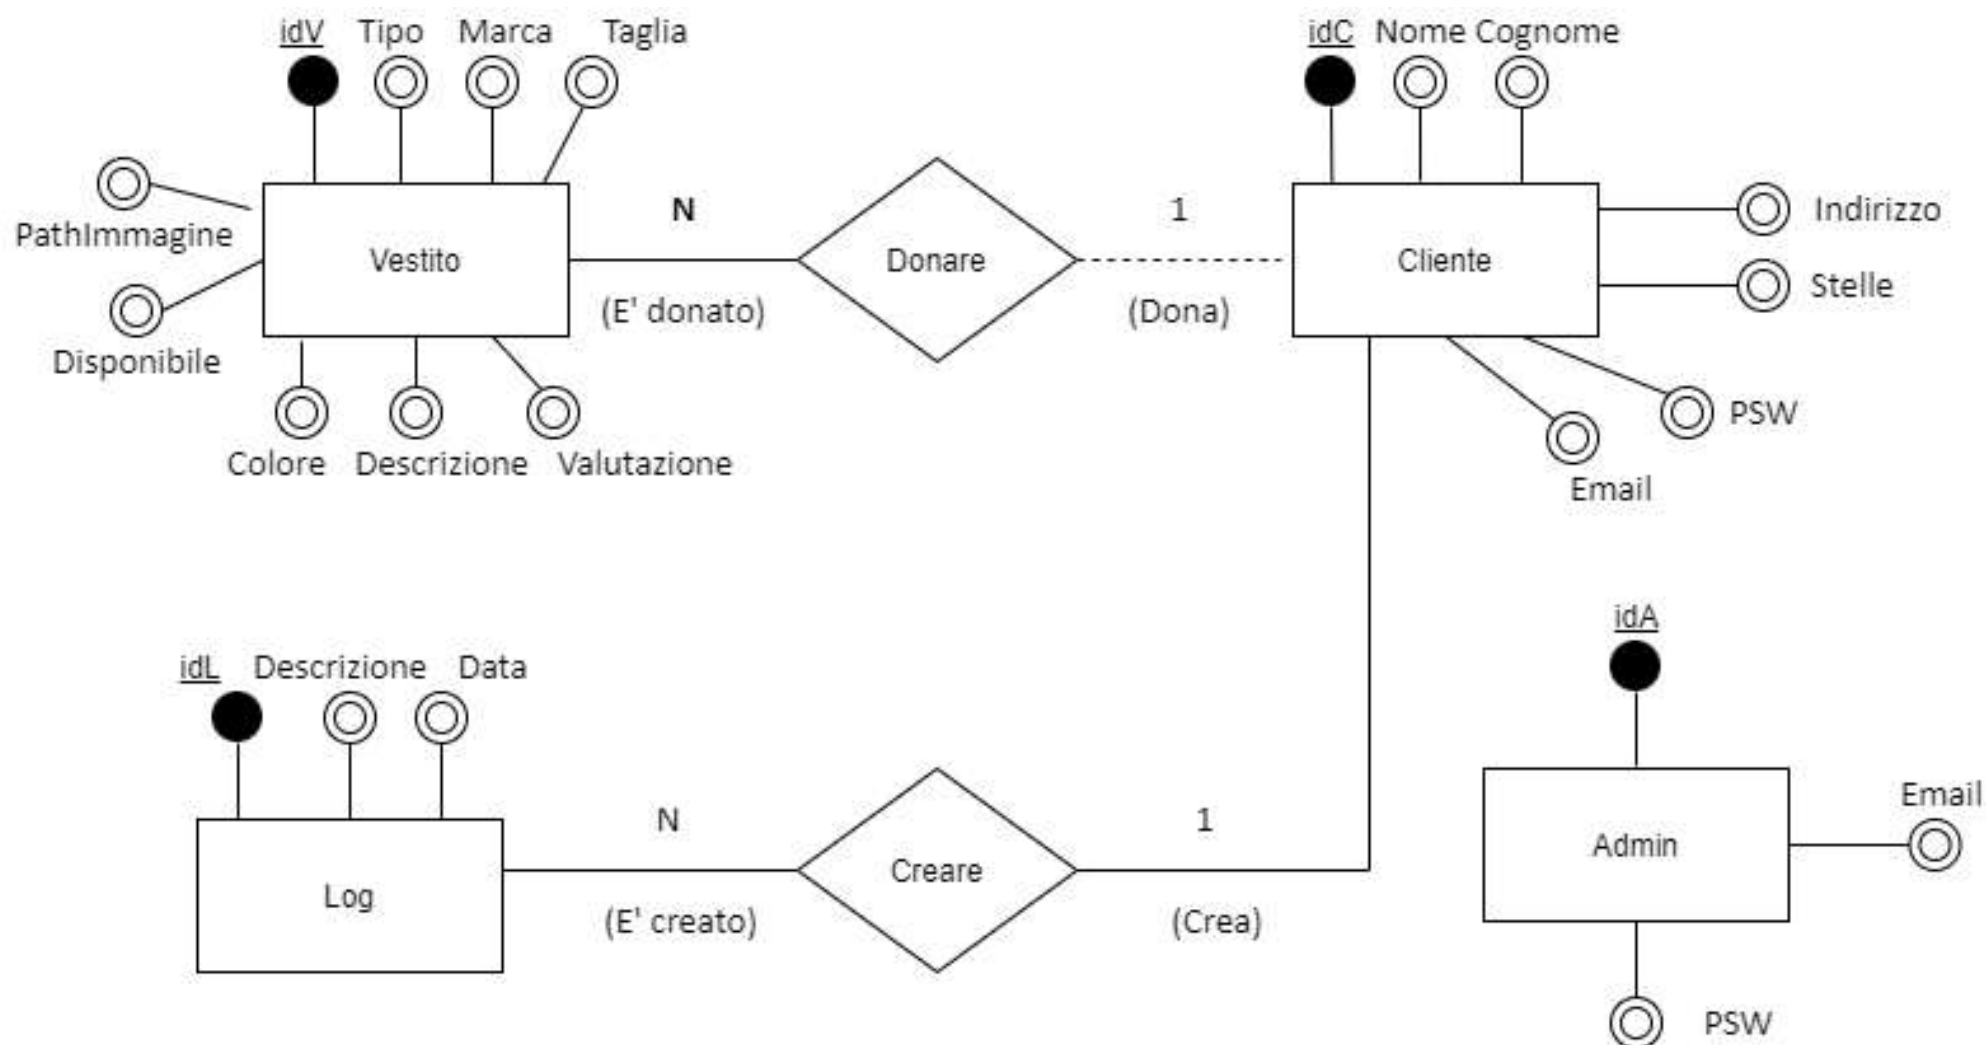 idV Tipo Marca Taglia
idC Nome Cognome
PathImmagine
Vestito
N
(E' donato)
Donare
1
(Dona)
Cliente
Indirizzo
Stelle
Disponibile
Colore Descrizione Valutazione
PSW
Email
idL Descrizione Data
Log
N
(E' creato)
Creare
1
(Crea)
idA
Admin
Email
PSW